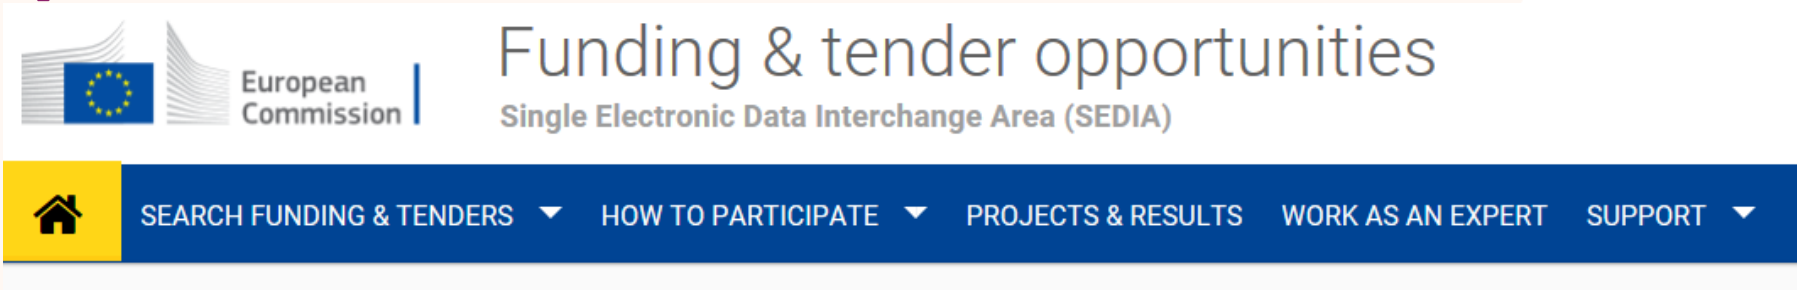 Funding & tender opportunities
European
Commission
Single Electronic Data Interchange Area (SEDIA)
SEARCH FUNDING & TENDERS HOW TO PARTICIPATE PROJECTS & RESULTS WORK AS AN EXPERT SUPPORT